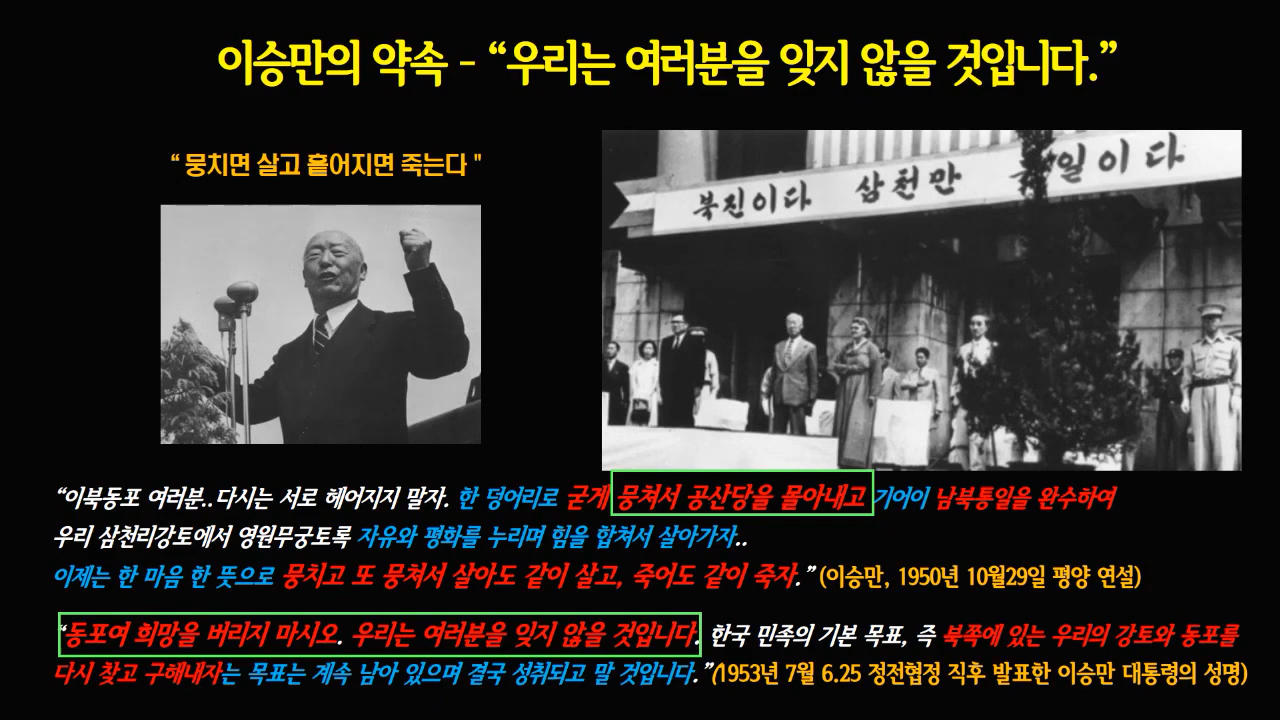 이승만의 약속 - “우리는 여러분을 잊지 않을 것입니다.”
“ 뭉치면 살고 흩어지면 죽는다 "
북진이다 삼천만 일이다
“이북동포 여러분..다시는 서로 헤어지지 말자. 한 덩어리로 굳게 뭉쳐서 공산당을 몰아내고 기어이 남북통일을 완수하여
우리 삼천리강토에서 영원무궁토록 자유와 평화를 누리며 힘을 합쳐서 살아가자..
이제는 한 마음 한 뜻으로 뭉치고 또 뭉쳐서 살아도 같이 살고, 죽어도 같이 죽자.”(이승만, 1950년 10월29일 평양 연설)
“동포여 희망을 버리지 마시오. 우리는 여러분을 잊지 않을 것입니다. 한국 민족의 기본 목표, 즉 북쪽에 있는 우리의 강토와 동포를
다시 찾고 구해내자는 목표는 계속 남아 있으며 결국 성취되고 말 것입니다.”(1953년 7월 6.25 정전협정 직후 발표한 이승만 대통령의 성명)